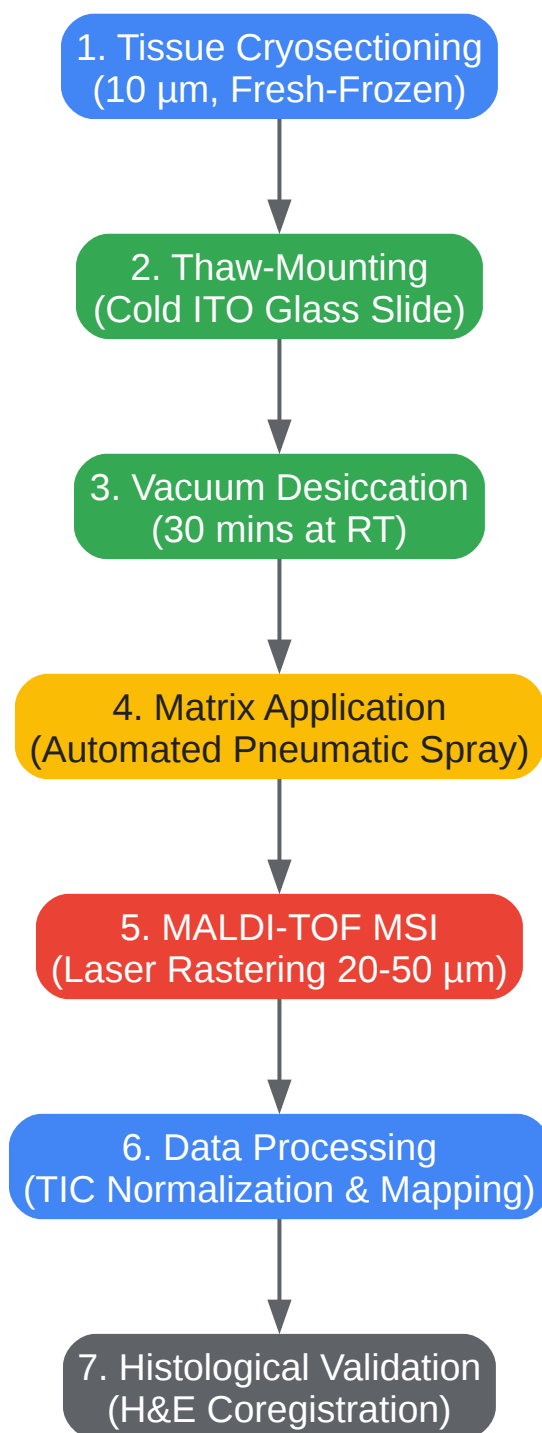 1. Tissue Cryosectioning
(10 µm, Fresh-Frozen)
2. Thaw-Mounting
(Cold ITO Glass Slide)
3. Vacuum Desiccation
(30 mins at RT)
4. Matrix Application
(Automated Pneumatic Spray)
5. MALDI-TOF MSI
(Laser Rastering 20-50 µm)
6. Data Processing
(TIC Normalization & Mapping)
7. Histological Validation
(H&E Coregistration)